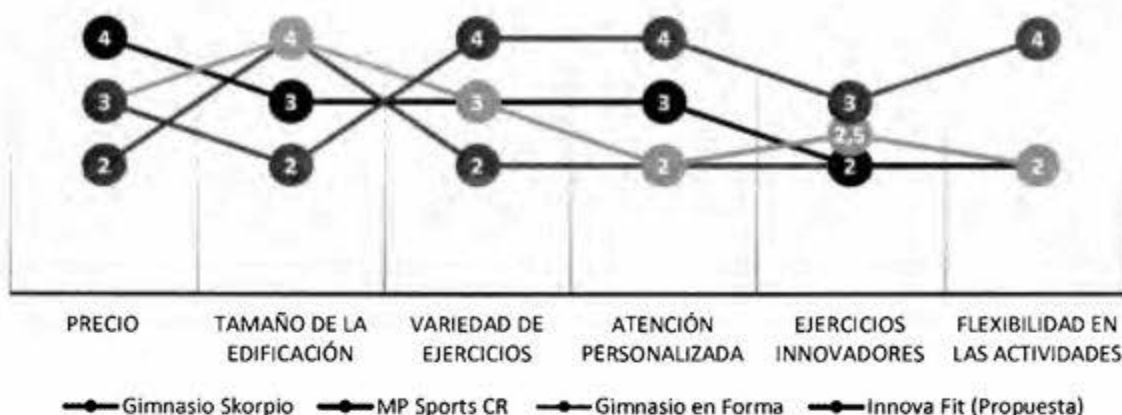 4 4 4 4 4
3 3 3 3 3
2,5
2 2 2 2 2 2
PRECIO TAMAÑO DE LA VARIEDAD DE ATENCIÓN EJERCICIOS FLEXIBILIDAD EN
EDIFICACIÓN EJERCICIOS PERSONALIZADA INNOVADORES LAS ACTIVIDADES
Gimnasio Skorpio MP Sports CR Gimnasio en Forma Innova Fit (Propuesta)